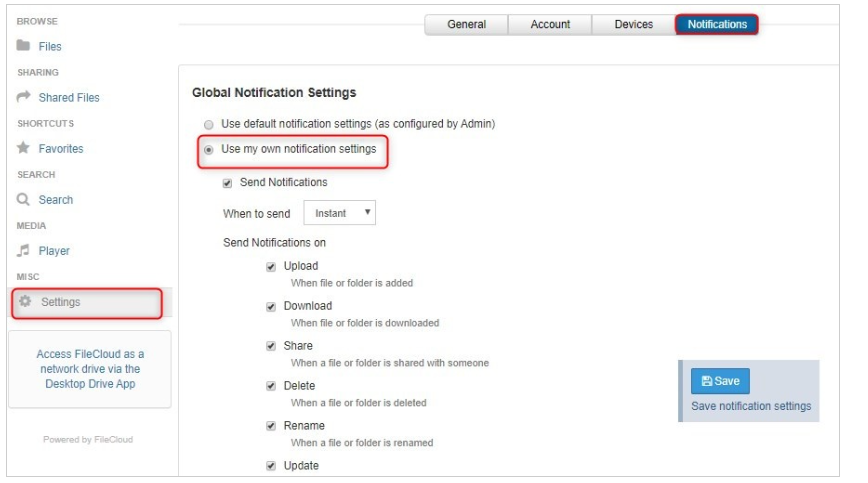 BROWSE
Files
SHARING
Shared Files
SHORTCUTS
Favorites
SEARCH
Search
MEDIA
Player
MISC
Settings
Access FileCloud as a
network drive via the
Desktop Drive App
Powered by FileCloud
General Account Devices Notifications
Global Notification Settings
Use default notification settings (as configured by Admin)
Use my own notification settings
Send Notifications
When to send Instant
Send Notifications on
Upload
When file or folder is added
Download
When file or folder is downloaded
Share
When a file or folder is shared with someone
Delete
When a file or folder is deleted
Rename
When a file or folder is renamed
Update
Save
Save notification settings